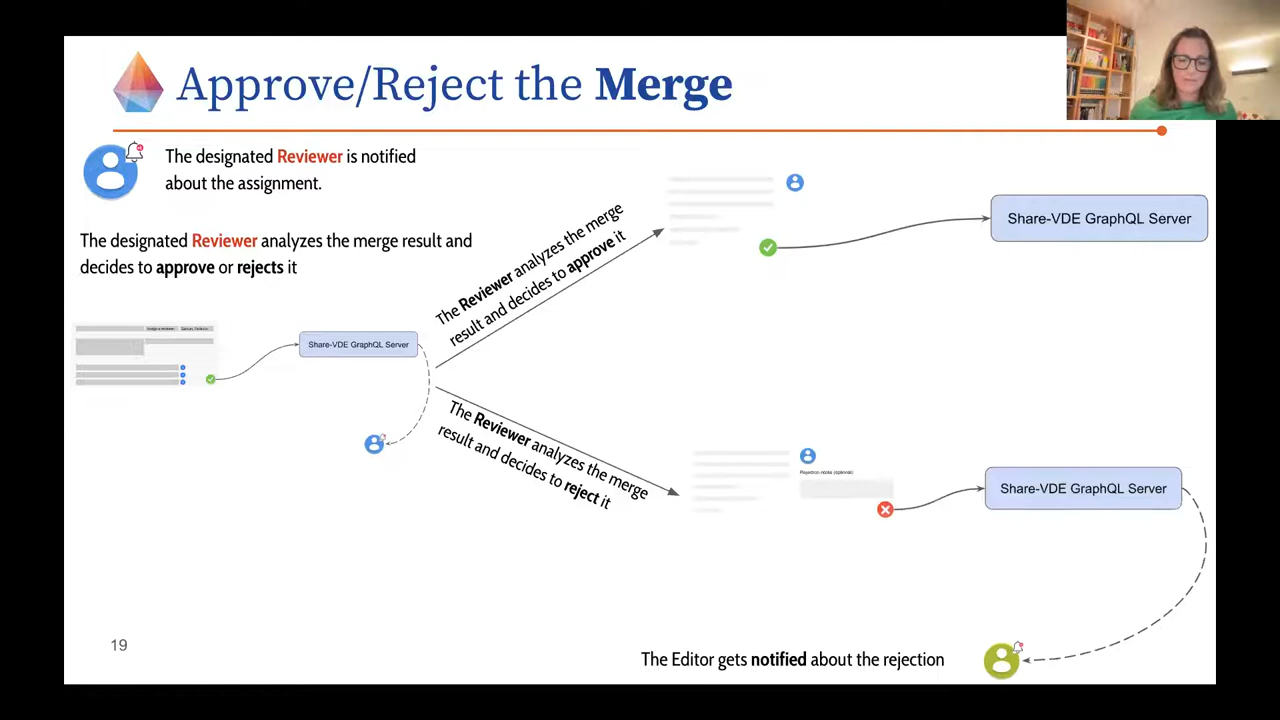 Approve/Reject the Merge
The designated Reviewer is notified
about the assignment.
The designated Reviewer analyzes the merge result and
decides to approve or rejects it
Share-VDE GraphQL Server
The Reviewer analyzes the merge
result and decides to approve it
Share-VDE GraphQL Server
The Reviewer analyzes the merge
result and decides to reject it
Rejection notes (optional)
Share-VDE GraphQL Server
The Editor gets notified about the rejection
19